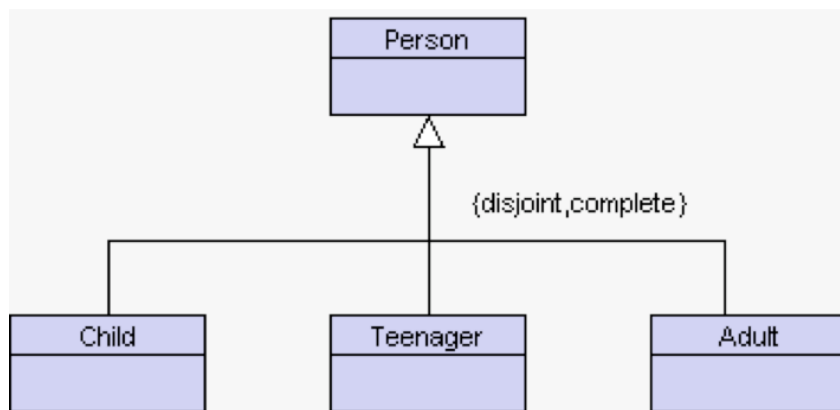 Person
{disjoint,complete}
Child
Teenager
Adult